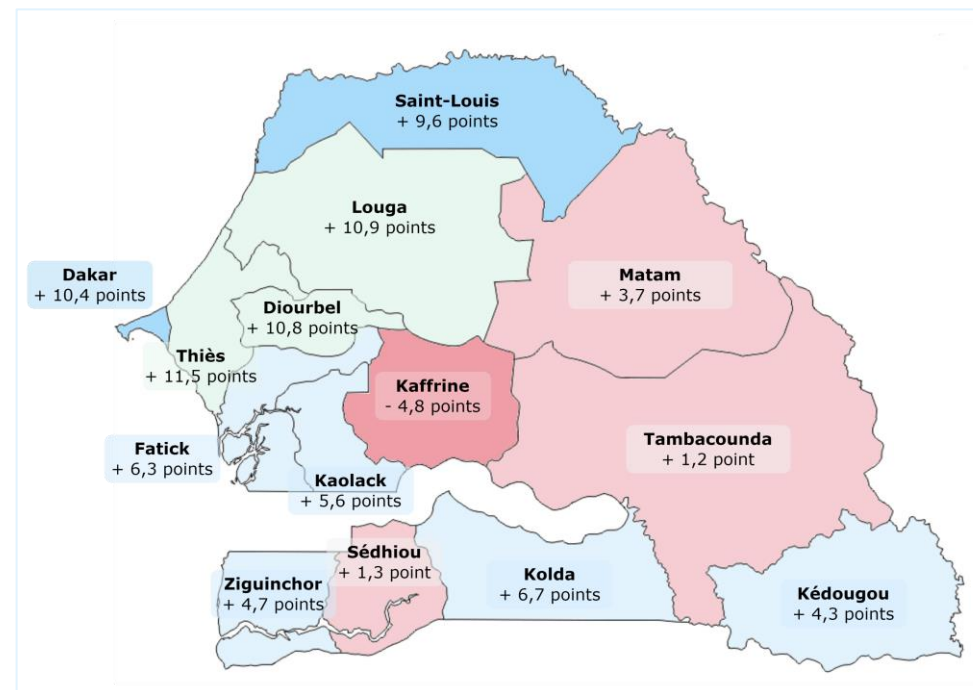 Saint-Louis
+ 9,6 points
Louga
+ 10,9 points
Dakar
+ 10,4 points
Matam
+ 3,7 points
Diourbel
+ 10,8 points
Thiès
+ 11,5 points
Kaffrine
- 4,8 points
Tambacounda
+ 1,2 point
Fatick
+ 6,3 points
Kaolack
+ 5,6 points
Sédhiou
+ 1,3 point
Ziguinchor
+ 4,7 points
Kolda
+ 6,7 points
Kédougou
+ 4,3 points